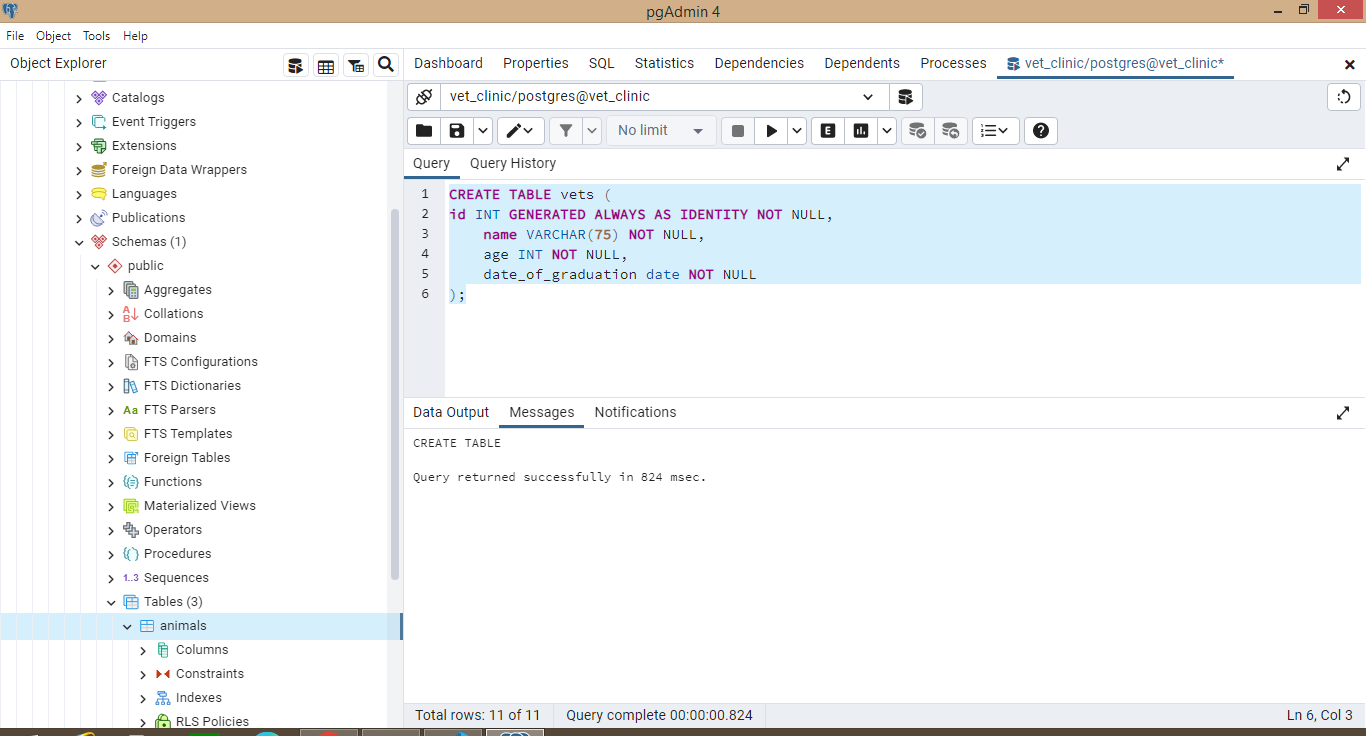 pgAdmin 4
File Object Tools Help
Object Explorer
Dashboard Properties SQL Statistics Dependencies Dependents Processes vet_clinic/postgres@vet_clinic*
Catalogs
Event Triggers
Extensions
Foreign Data Wrappers
Languages
Publications
Schemas (1)
public
Aggregates
Collations
Domains
FTS Configurations
FTS Dictionaries
Aa FTS Parsers
FTS Templates
Foreign Tables
Functions
Materialized Views
Operators
Procedures
1..3 Sequences
Tables (3)
animals
Columns
Constraints
Indexes
RLS Policies
vet_clinic/postgres@vet_clinic
No limit E
Query Query History
1 CREATE TABLE vets (
2 id INT GENERATED ALWAYS AS IDENTITY NOT NULL,
3 name VARCHAR(75) NOT NULL,
4 age INT NOT NULL,
5 date_of_graduation date NOT NULL
6 );
Data Output Messages Notifications
CREATE TABLE
Query returned successfully in 824 msec.
Total rows: 11 of 11 Query complete 00:00:00.824 Ln 6, Col 3